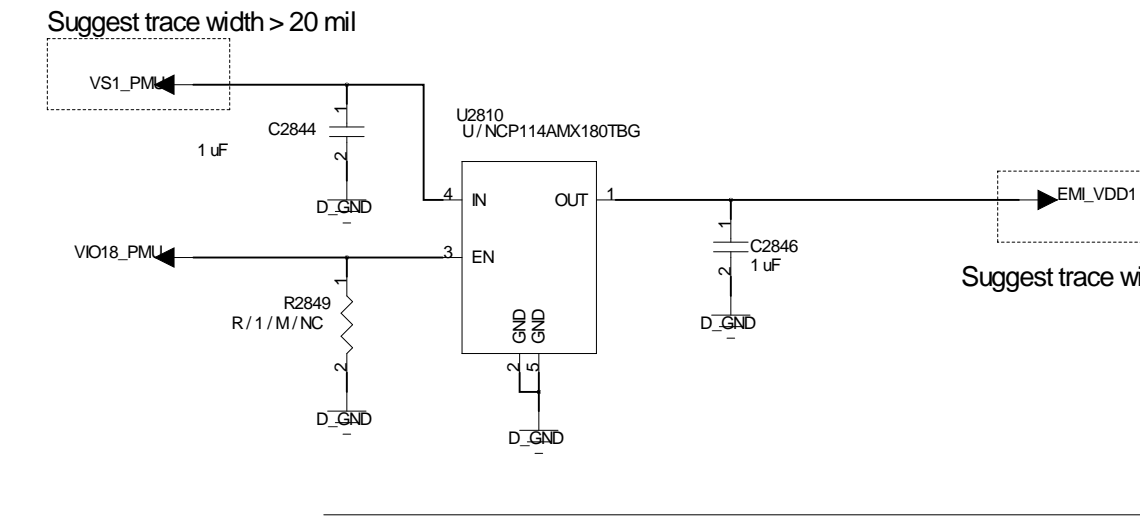 Suggest trace width > 20 mil
VS1_PMU
1
C2844
1 uF
2
D_GND
U2810
U/NCP114AMX180TBG
4
IN
OUT
1
EMI_VDD1
VIO18_PMU
3
EN
1
R2849
R/1/M/NC
2
D_GND
GND
GND
2
5
D_GND
1
C2846
1 uF
2
D_GND
Suggest trace